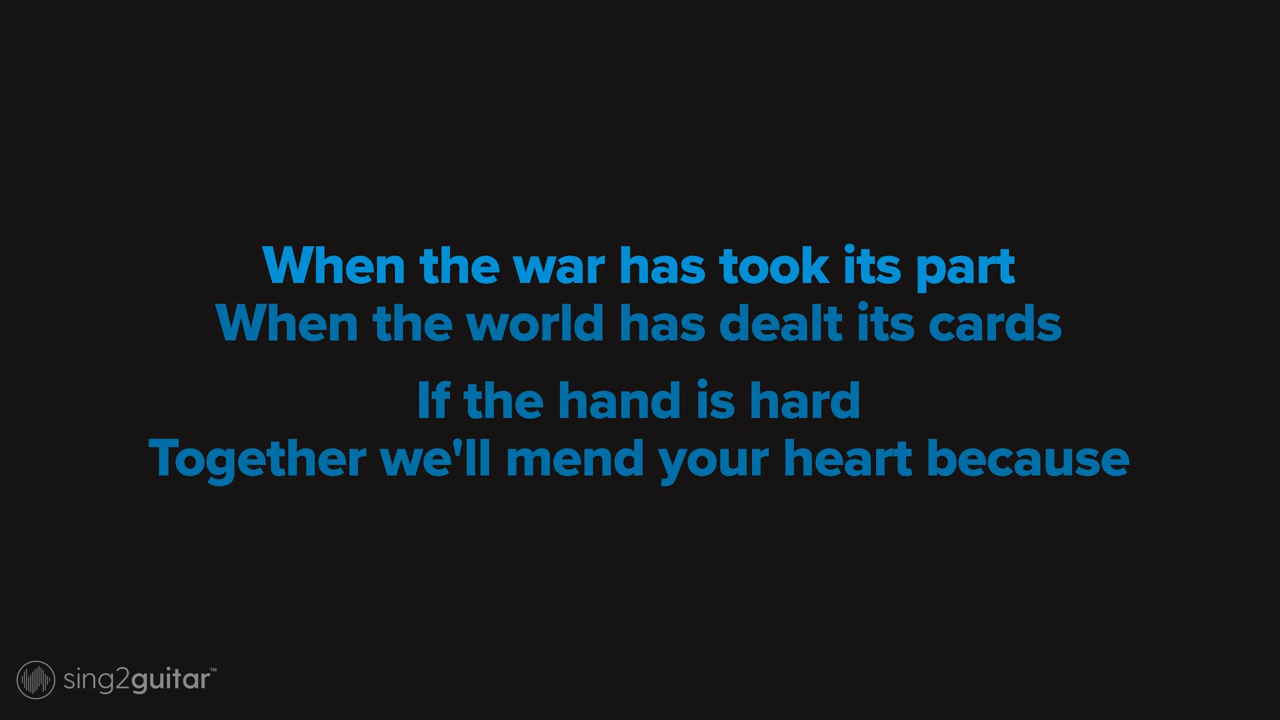 When the war has took its part
When the world has dealt its cards
If the hand is hard
Together we'll mend your heart because
sing2guitar™